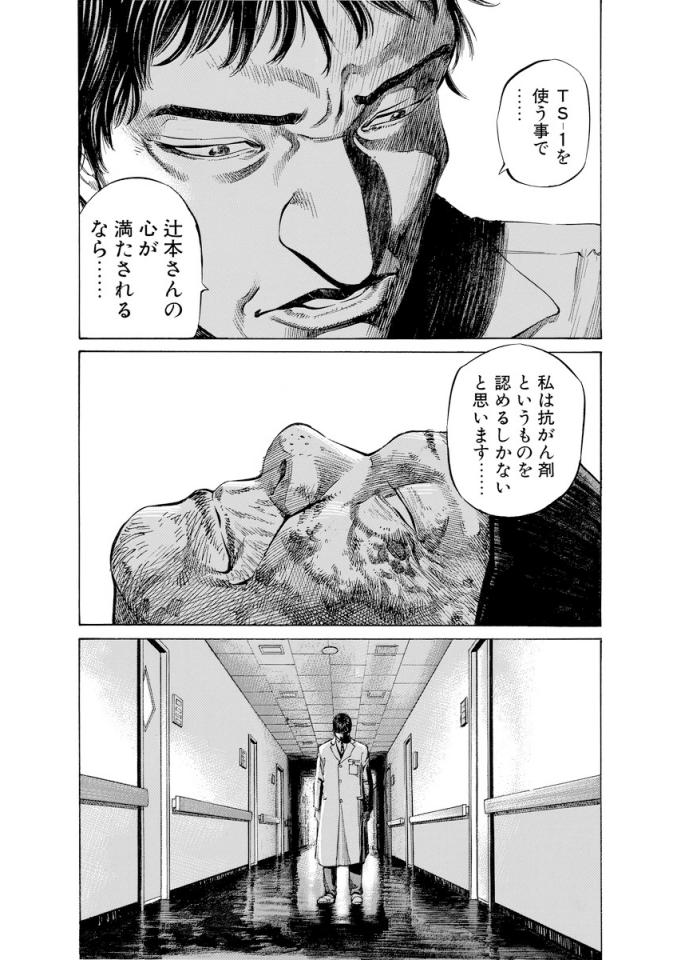 TS-1を
使う事で
……
辻本さんの
心が
満たされる
なら……
私は抗がん剤
というものを
認めるしかない
と思います……